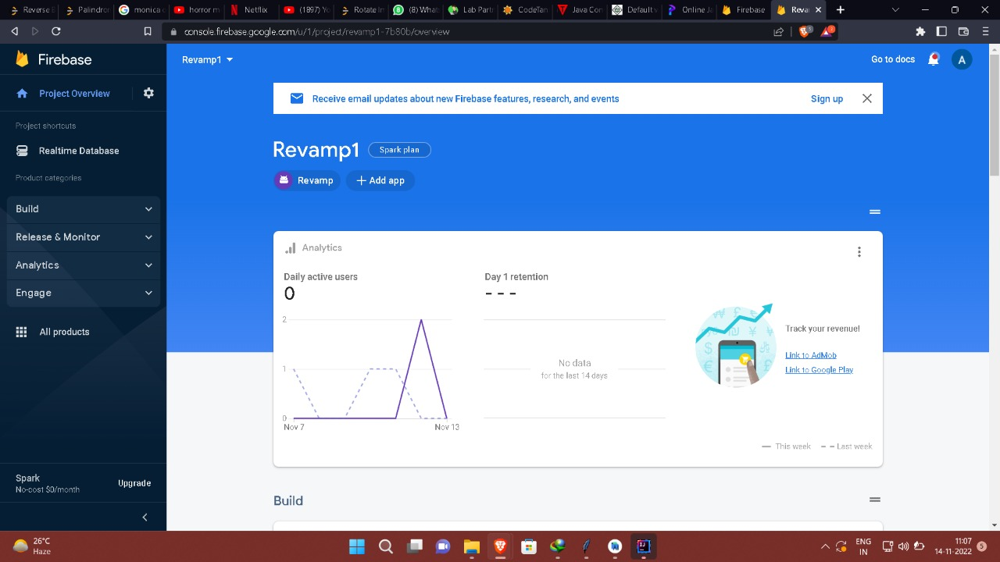 Reverse I
Palindror
monica c
horror m
Netflix
(1897) Yo
Rotate In
(8) Whats
Lab Partr
CodeTan
Java Con
Default v
Online Ja
Firebase
Revar
console.firebase.google.com/u/1/project/revamp1-7b80b/overview
Firebase
Revamp1
Go to docs
A
Project Overview
Receive email updates about new Firebase features, research, and events
Sign up
Project shortcuts
Realtime Database
Product categories
Build
Release & Monitor
Analytics
Engage
All products
Revamp1
Spark plan
Revamp
Add app
Analytics
Daily active users
0
Day 1 retention
- - -
2
1
0
Nov 7
Nov 13
No data
for the last 14 days
Track your revenue!
Link to AdMob
Link to Google Play
This week
Last week
Build
Spark
No-cost $0/month
Upgrade
26°C
Haze
ENG
IN
11:07
14-11-2022
5